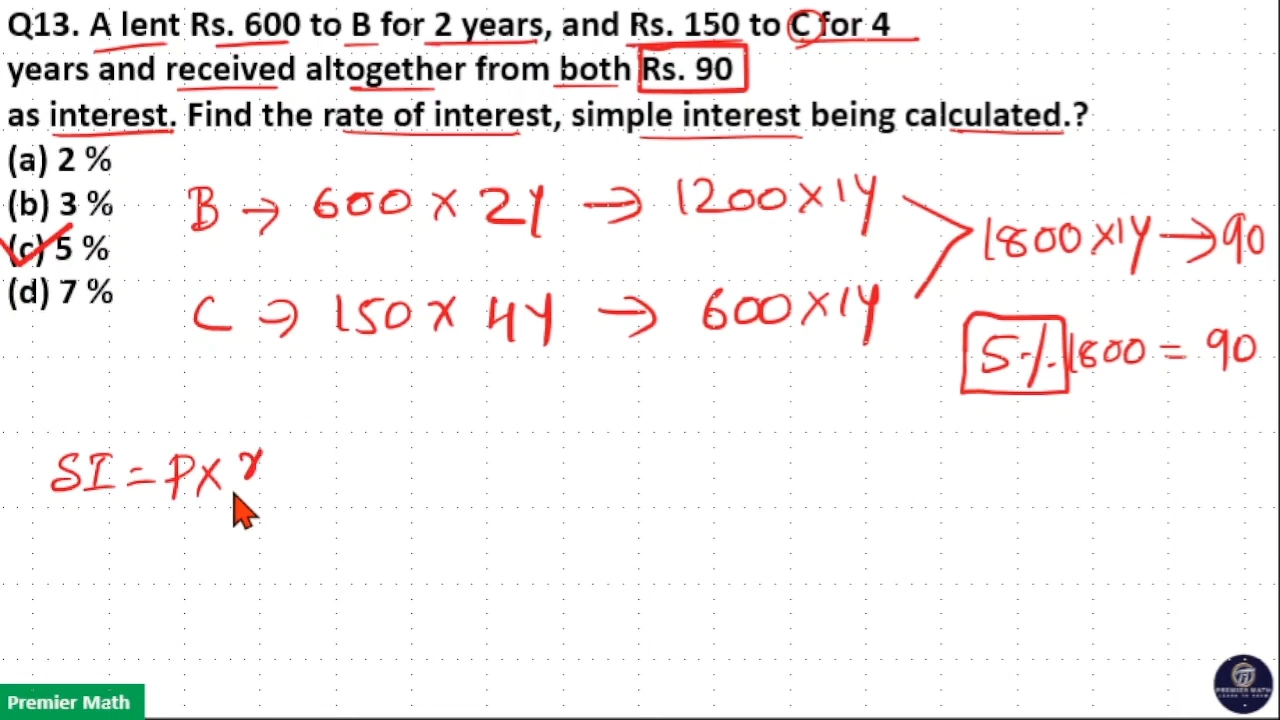 Q13. A lent Rs. 600 to B for 2 years, and Rs. 150 to C for 4
years and received altogether from both Rs. 90
as interest. Find the rate of interest, simple interest being calculated.?
(a) 2 %
(b) 3 %
(c) 5 %
(d) 7 %
B → 600 × 2y → 1200 × 1y
1800 × 1y → 90
C → 150 × 4y → 600 × 1y
5% 1800 = 90
SI = P × r
Premier Math
PREMIER MATH